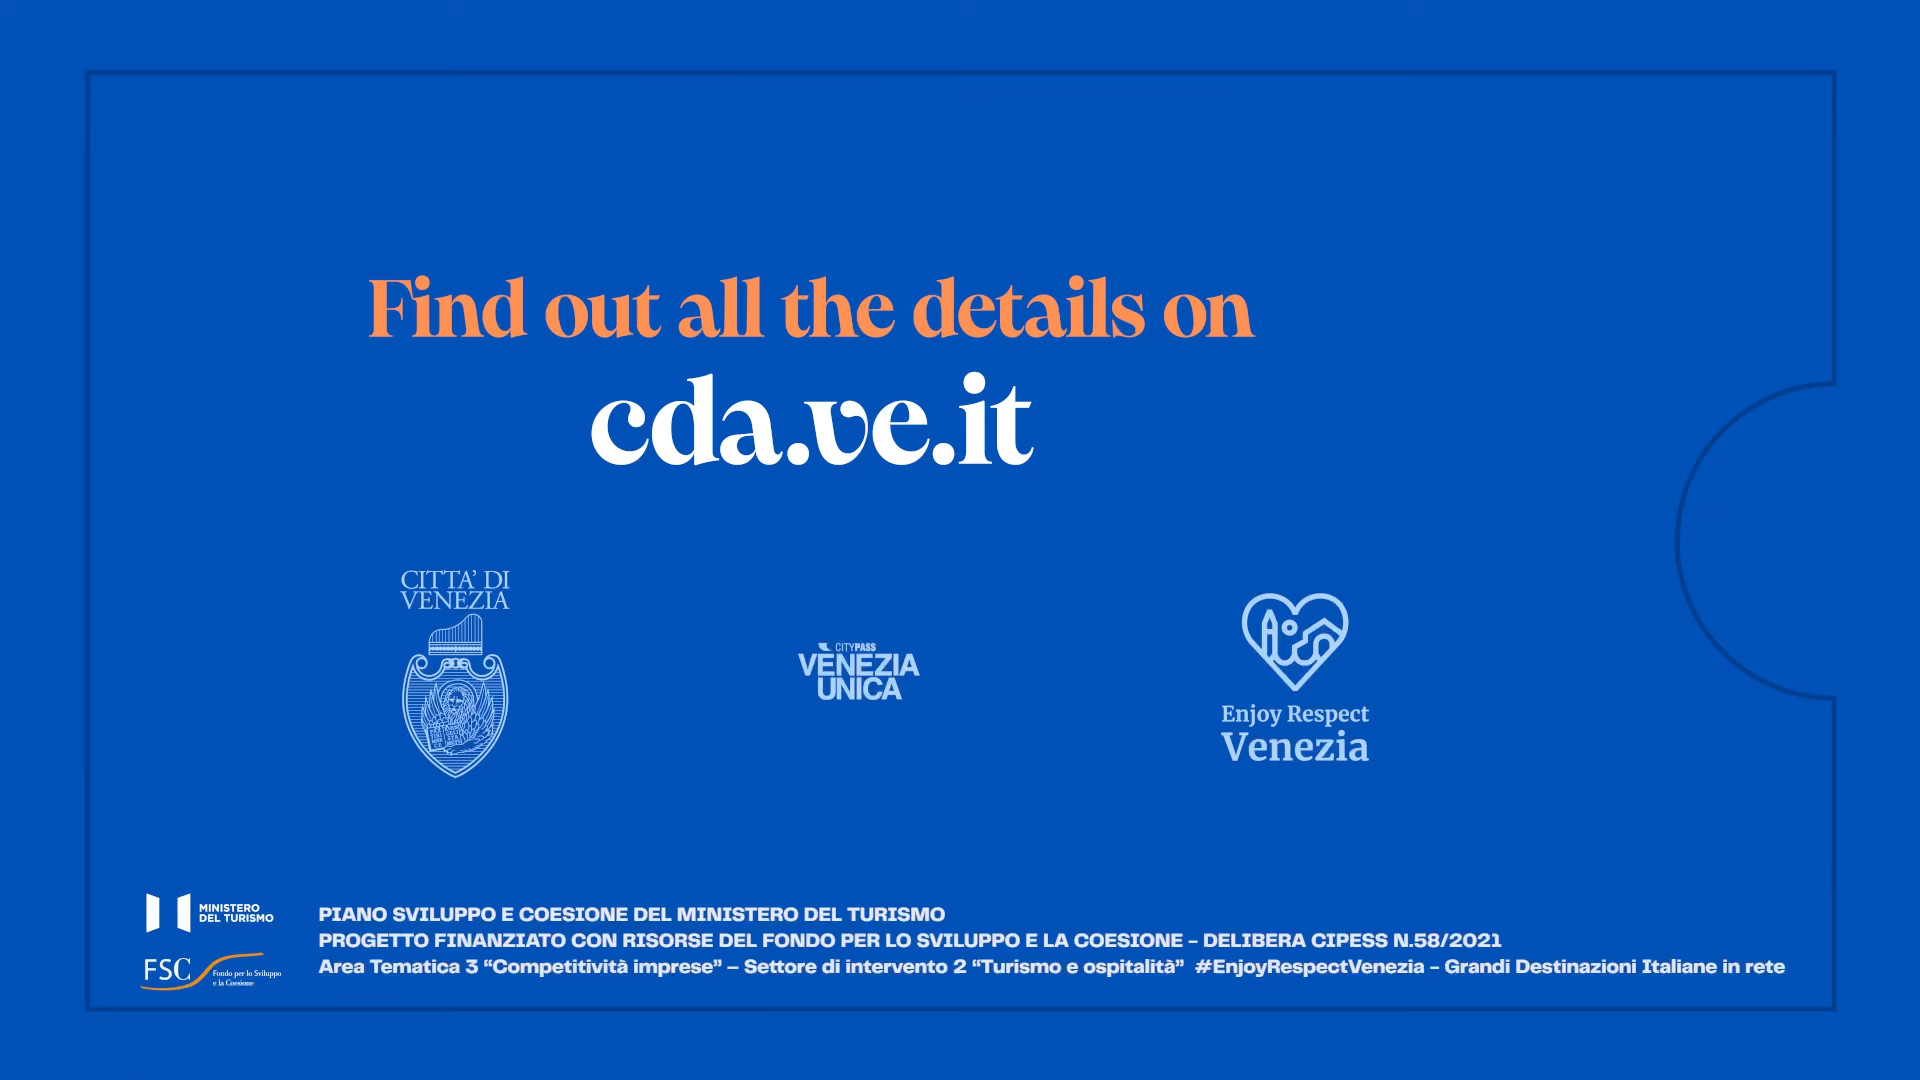 Find out all the details on
cda.ve.it
CITTA' DI
VENEZIA
CITYPASS
VENEZIA
UNICA
Enjoy Respect
Venezia
MINISTERO
DEL TURISMO
FSC
Fondo per lo Sviluppo
e la Coesione
PIANO SVILUPPO E COESIONE DEL MINISTERO DEL TURISMO
PROGETTO FINANZIATO CON RISORSE DEL FONDO PER LO SVILUPPO E LA COESIONE – DELIBERA CIPESS N.58/2021
Area Tematica 3 “Competitività imprese” – Settore di intervento 2 “Turismo e ospitalità” #EnjoyRespectVenezia – Grandi Destinazioni Italiane in rete